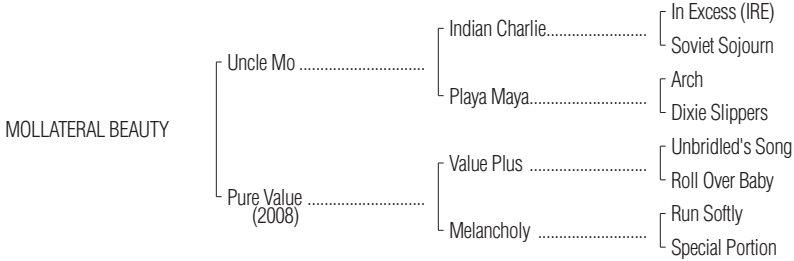 In Excess (IRE)
Indian Charlie........................
Soviet Sojourn
Uncle Mo ..............................
Arch
Playa Maya............................
Dixie Slippers
MOLLATERAL BEAUTY
Unbridled's Song
Value Plus ............................
Roll Over Baby
Pure Value ............................
(2008)
Run Softly
Melancholy ..........................
Special Portion